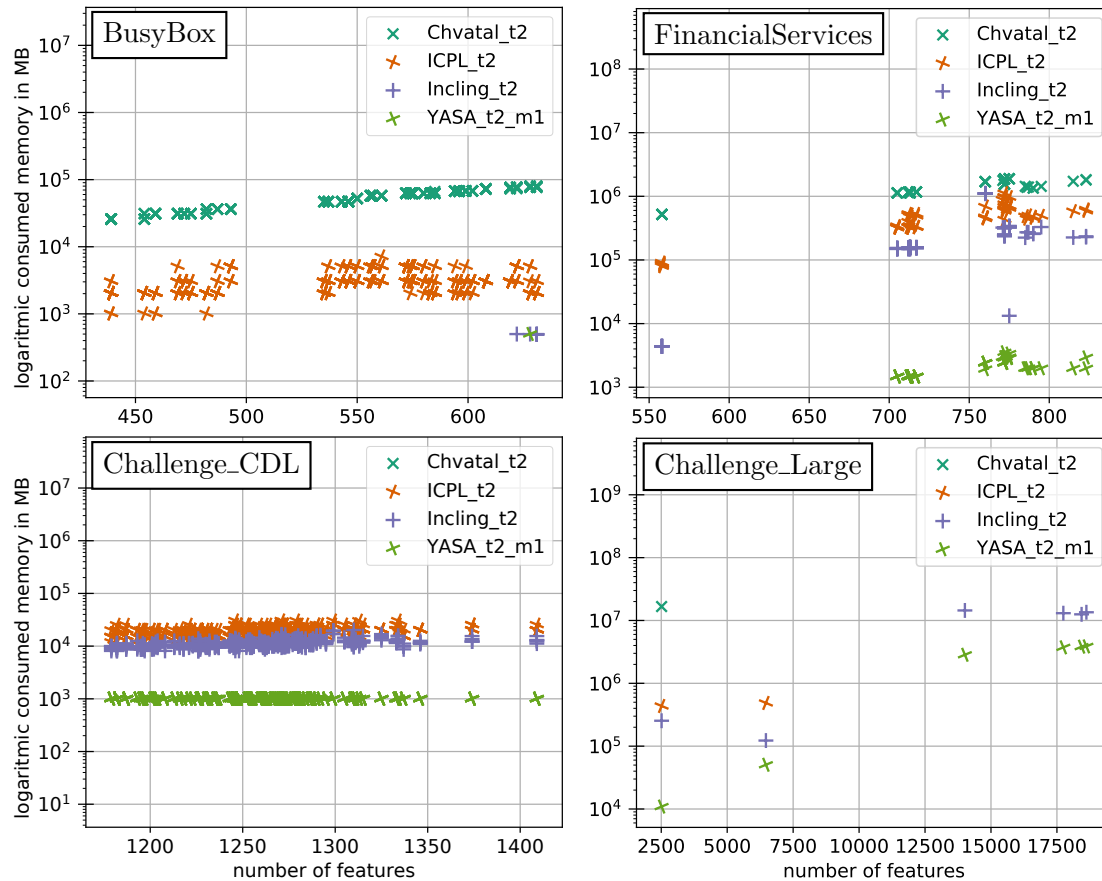 BusyBox
Chvatal_t2
ICPL_t2
Incling_t2
YASA_t2_m1
logaritmic consumed memory in MB
10^7
10^6
10^5
10^4
10^3
10^2
450 500 550 600
FinancialServices
Chvatal_t2
ICPL_t2
Incling_t2
YASA_t2_m1
10^8
10^7
10^6
10^5
10^4
10^3
550 600 650 700 750 800
Challenge_CDL
Chvatal_t2
ICPL_t2
Incling_t2
YASA_t2_m1
logaritmic consumed memory in MB
10^7
10^6
10^5
10^4
10^3
10^2
10^1
1200 1250 1300 1350 1400
number of features
Challenge_Large
Chvatal_t2
ICPL_t2
Incling_t2
YASA_t2_m1
10^9
10^8
10^7
10^6
10^5
10^4
2500 5000 7500 10000 12500 15000 17500
number of features